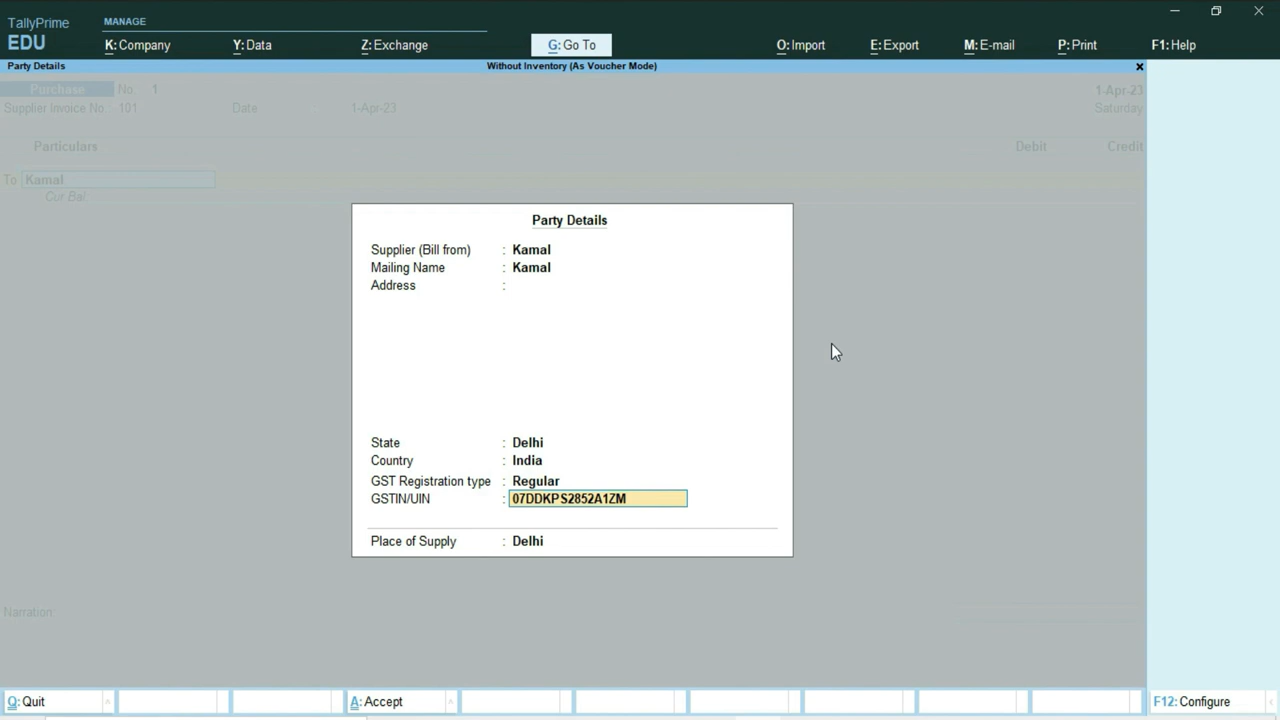 TallyPrime
EDU
MANAGE
K: Company
Y: Data
Z: Exchange
G: Go To
O: Import
E: Export
M: E-mail
P: Print
F1: Help
Party Details
Without Inventory (As Voucher Mode)
Purchase No. 1
1-Apr-23
Supplier Invoice No. 101 Date : 1-Apr-23
Saturday
Particulars Debit Credit
To Kamal
Cur Bal:
Party Details
Supplier (Bill from) : Kamal
Mailing Name : Kamal
Address :
State : Delhi
Country : India
GST Registration type : Regular
GSTIN/UIN : 07DDKPS2852A1ZM
Place of Supply : Delhi
Narration:
Q: Quit
A: Accept
F12: Configure